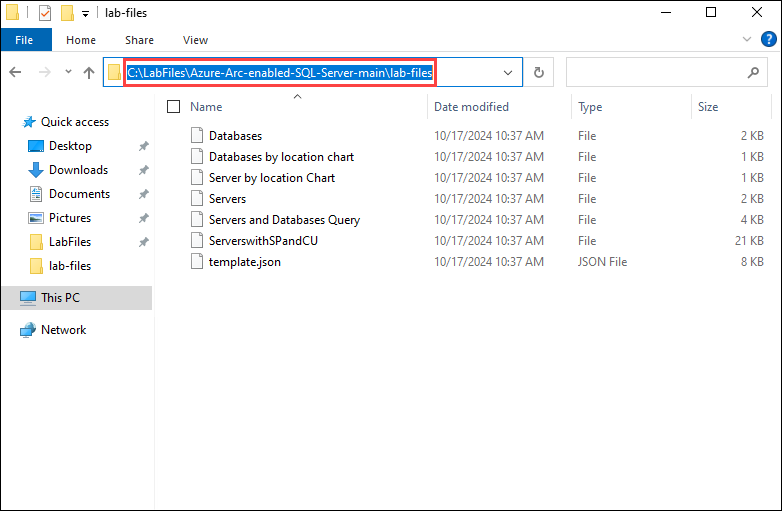 lab-files
File Home Share View
C:\LabFiles\Azure-Arc-enabled-SQL-Server-main\lab-files
Name Date modified Type Size
Quick access
Desktop
Downloads
Documents
Pictures
LabFiles
lab-files
This PC
Network
Databases 10/17/2024 10:37 AM File 2 KB
Databases by location chart 10/17/2024 10:37 AM File 1 KB
Server by location Chart 10/17/2024 10:37 AM File 1 KB
Servers 10/17/2024 10:37 AM File 2 KB
Servers and Databases Query 10/17/2024 10:37 AM File 4 KB
ServerswithSPandCU 10/17/2024 10:37 AM File 21 KB
template.json 10/17/2024 10:37 AM JSON File 8 KB